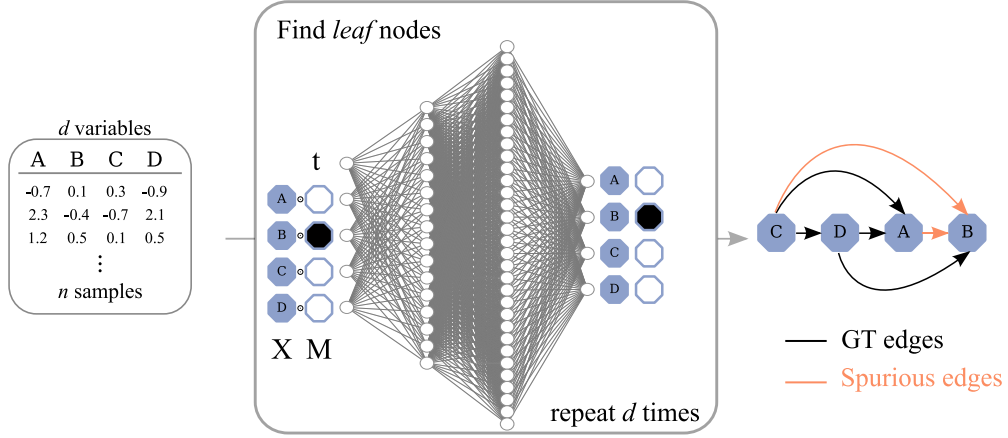 d variables
A B C D
-0.7 0.1 0.3 -0.9
2.3 -0.4 -0.7 2.1
1.2 0.5 0.1 0.5
⋮
n samples
Find leaf nodes
t
A
B
C
D
X M
A
B
C
D
repeat d times
C D A B
GT edges
Spurious edges